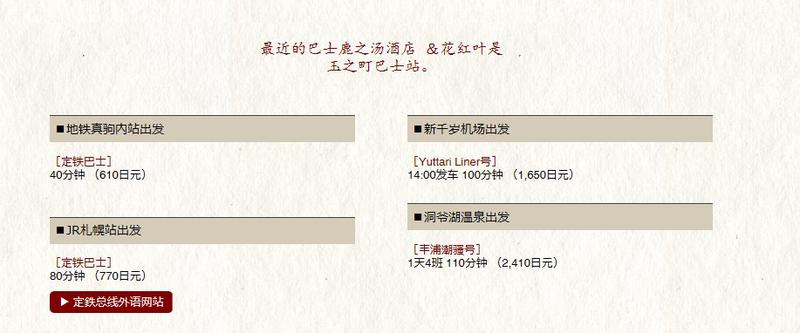 最近的巴士鹿之汤酒店 &花红叶是
玉之町巴士站。
■地铁真驹内站出发
［定铁巴士］
40分钟 （610日元）
■JR札幌站出发
［定铁巴士］
80分钟 （770日元）
▶ 定鉄总线外语网站
■新千岁机场出发
［Yuttari Liner号］
14:00发车 100分钟 （1,650日元）
■洞爷湖温泉出发
［丰浦潮骚号］
1天4班 110分钟 （2,410日元）